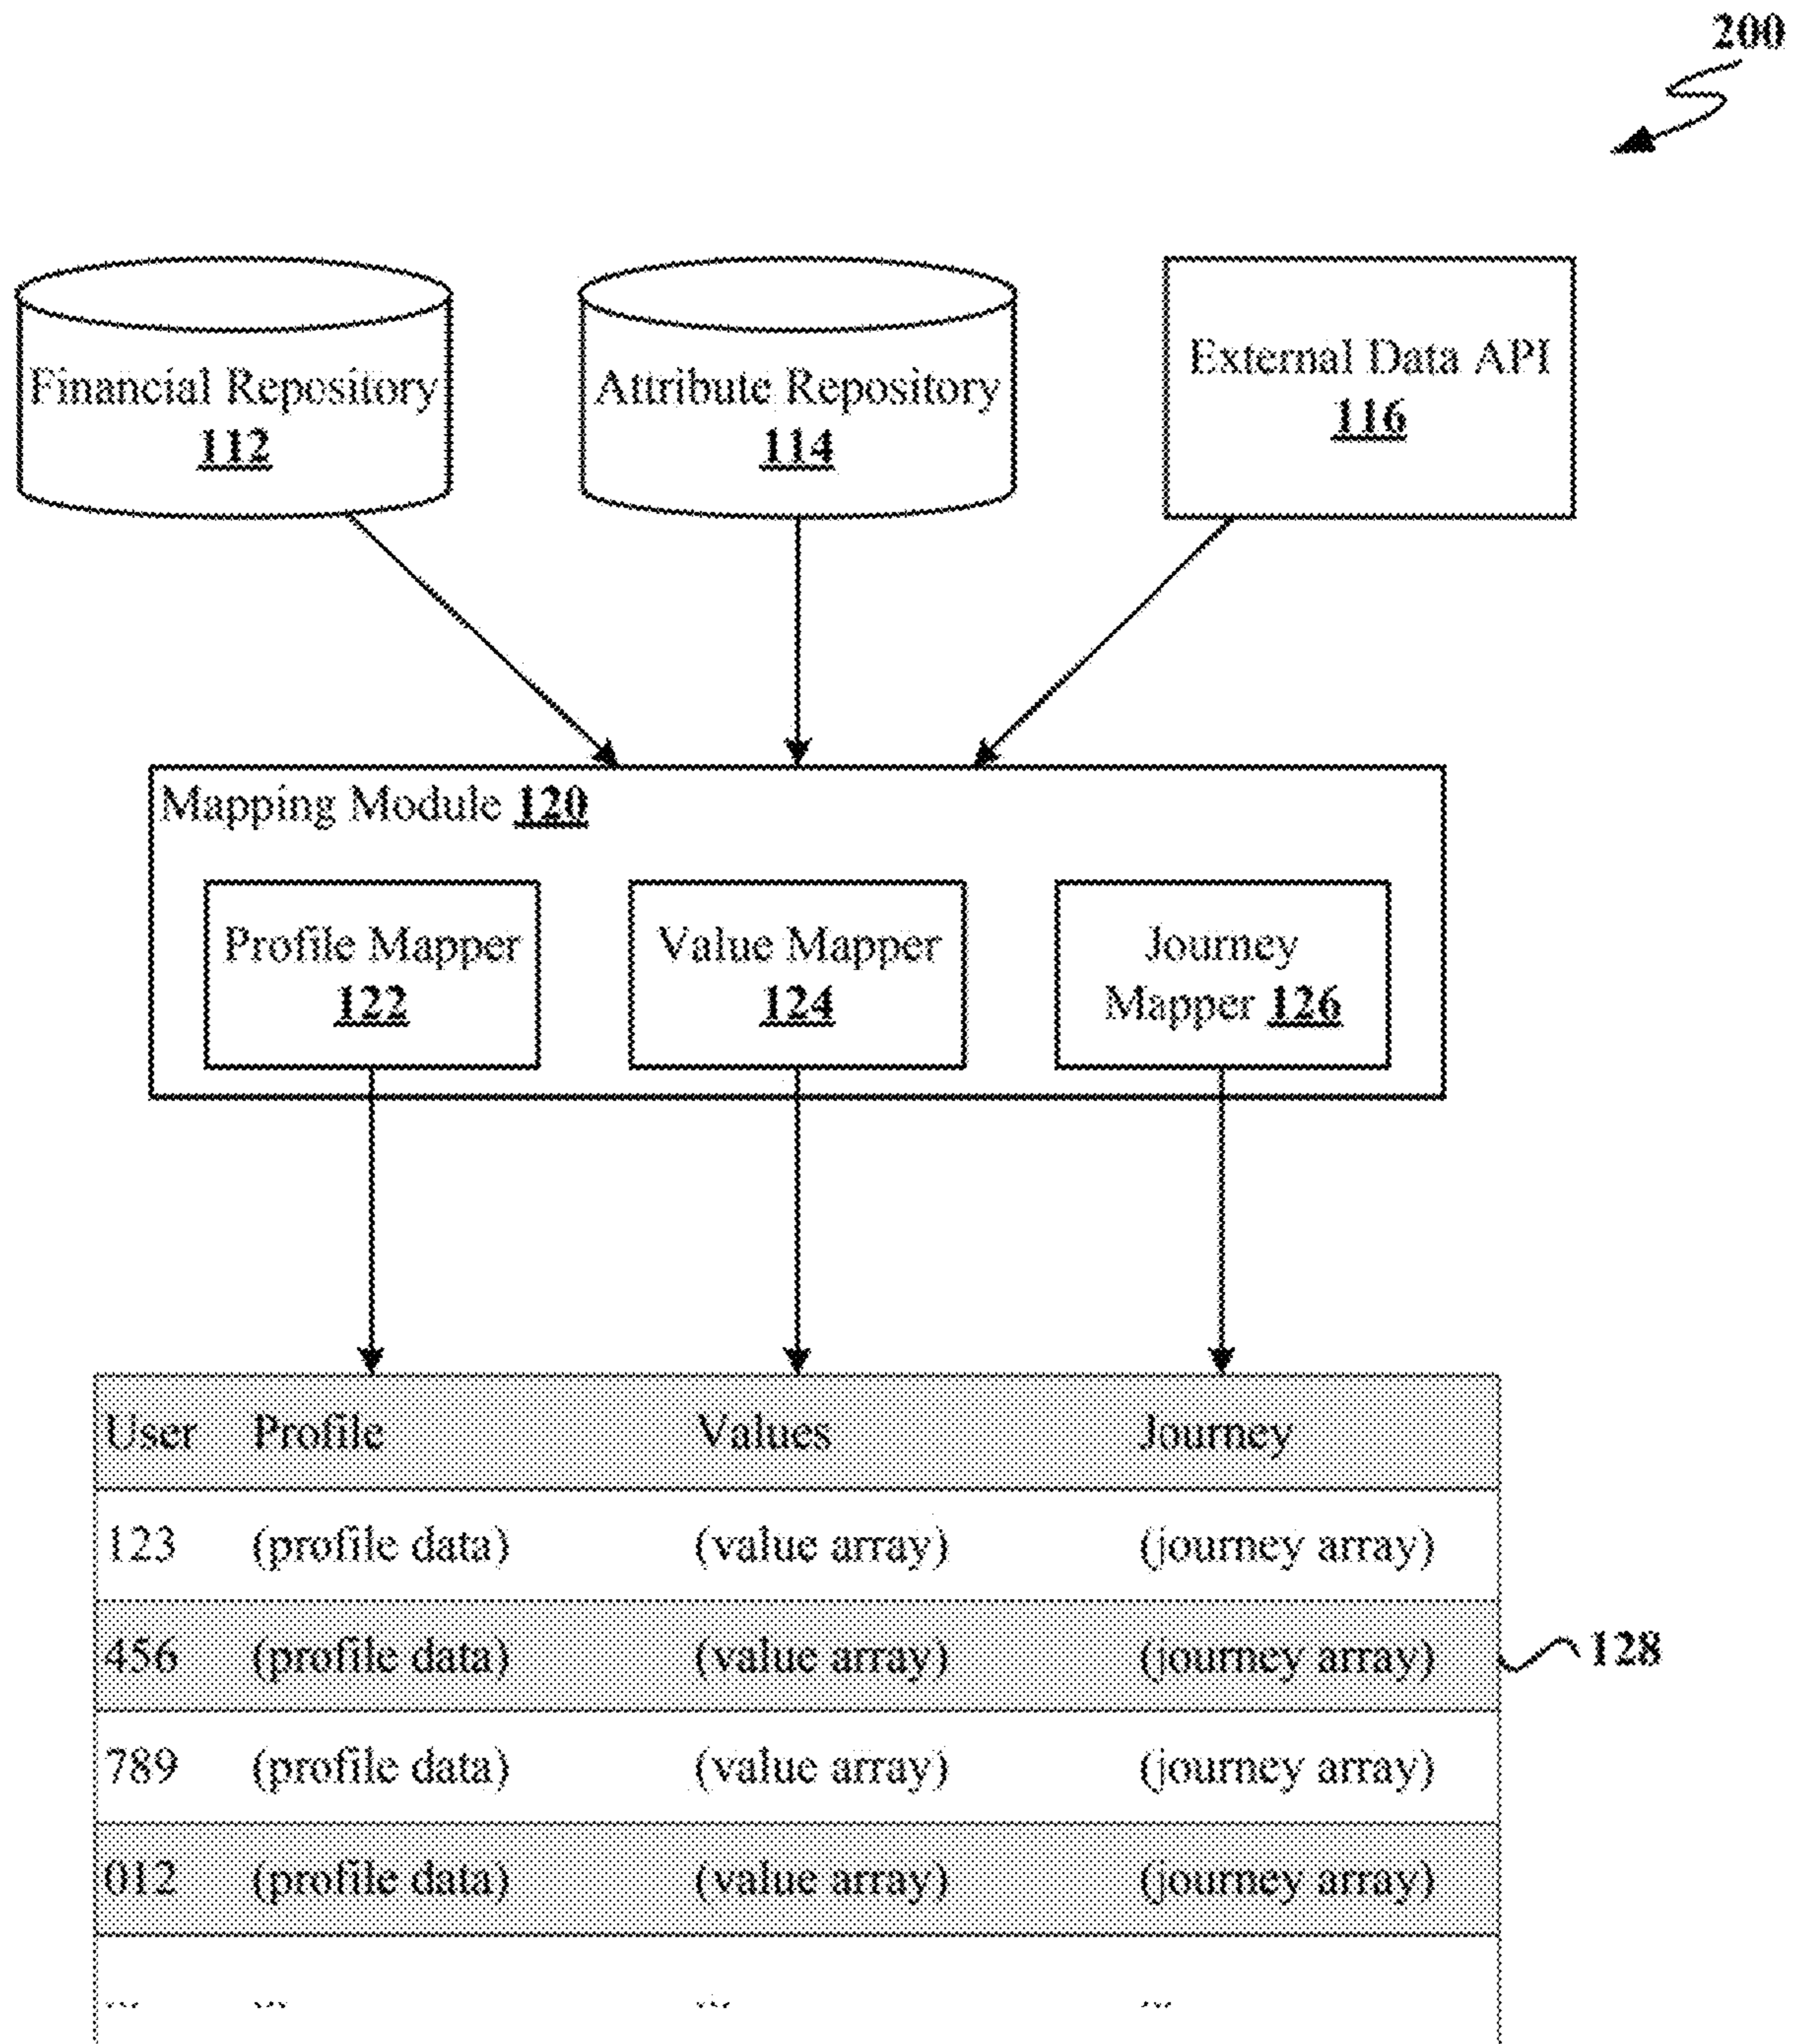 200
Financial Repository
112
Attribute Repository
114
External Data API
116
Mapping Module 120
Profile Mapper
122
Value Mapper
124
Journey
Mapper 126
User Profile Values Journey
123 (profile data) (value array) (journey array)
456 (profile data) (value array) (journey array)
128
789 (profile data) (value array) (journey array)
012 (profile data) (value array) (journey array)
... ... ... ...